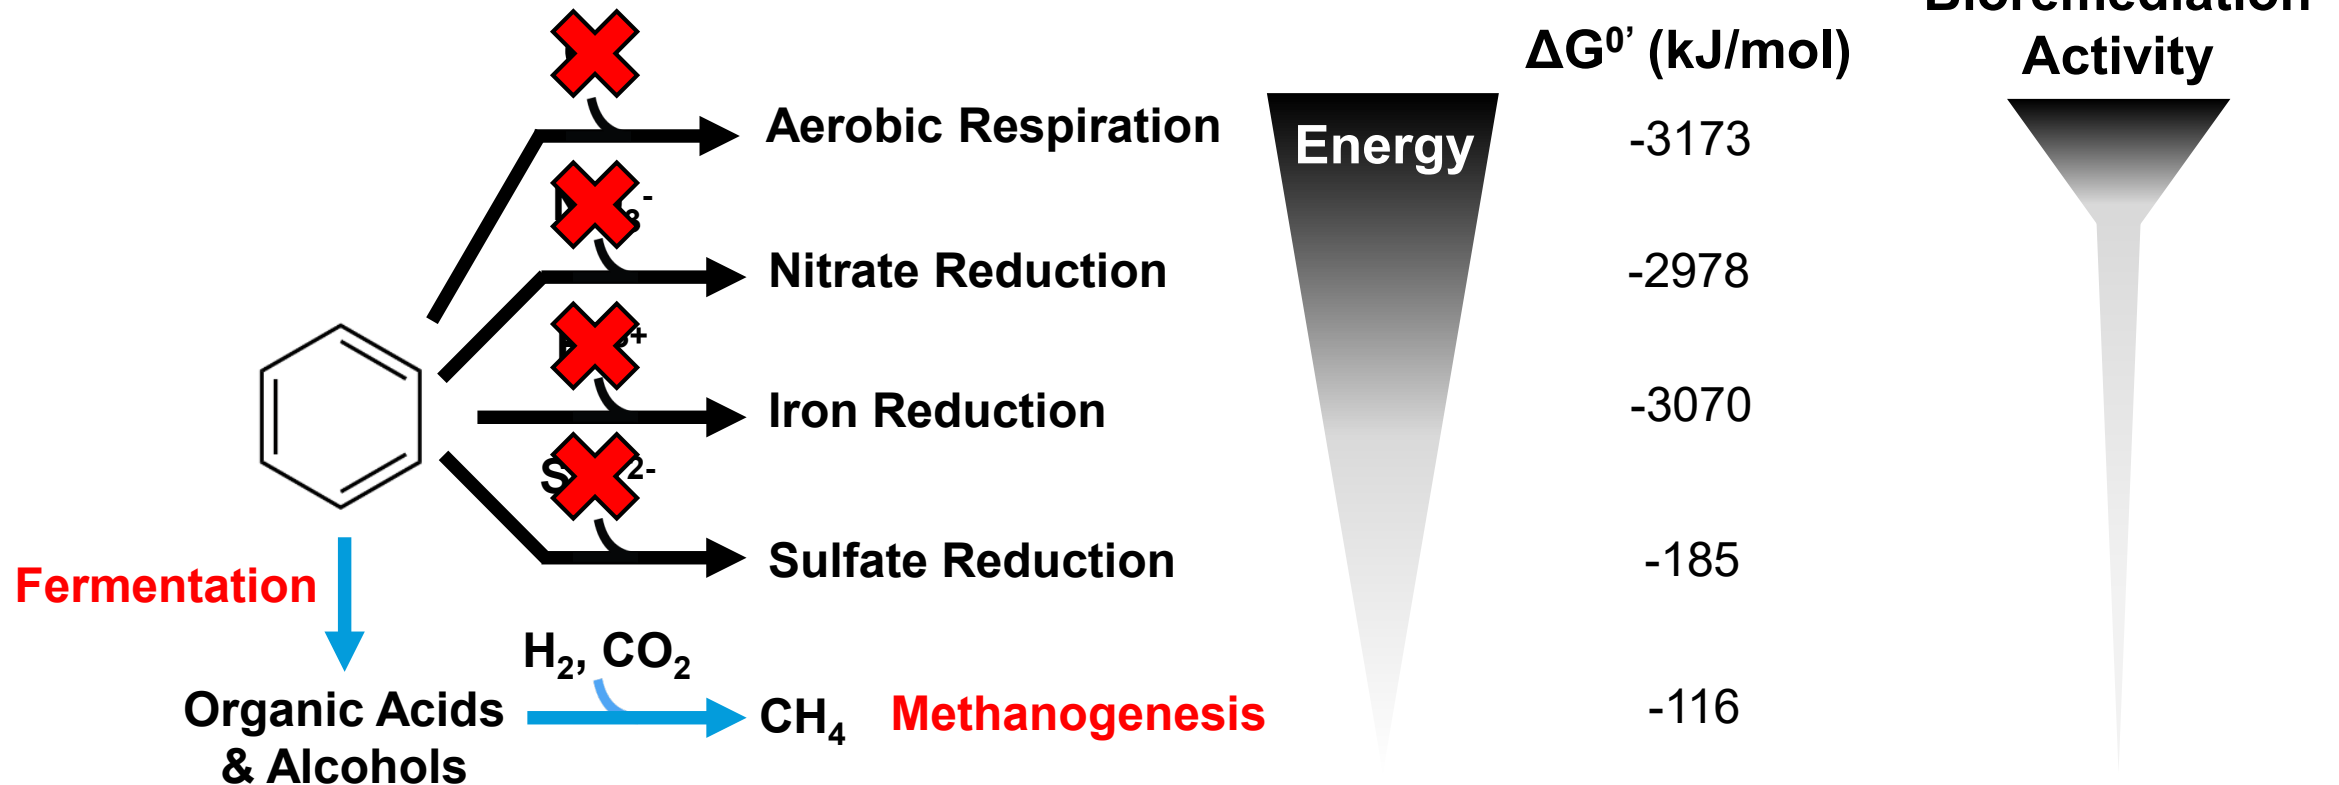 Bioremediation
Activity
ΔG⁰’ (kJ/mol)
Aerobic Respiration
Energy
-3173
Nitrate Reduction
-2978
Iron Reduction
-3070
Sulfate Reduction
-185
Fermentation
H₂, CO₂
Organic Acids
& Alcohols
CH₄
Methanogenesis
-116